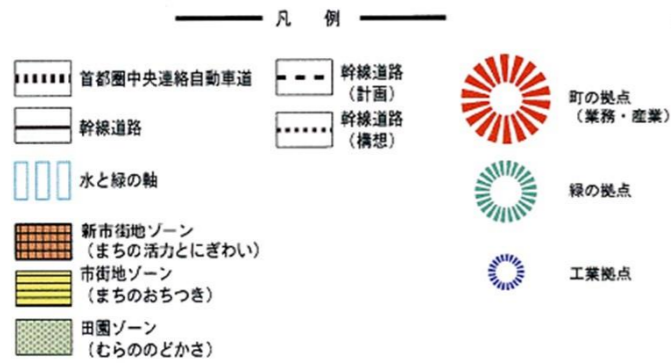 凡 例
首都圏中央連絡自動車道
幹線道路
水と緑の軸
新市街地ゾーン
(まちの活力とにぎわい)
市街地ゾーン
(まちのおちつき)
田園ゾーン
(むらののどかさ)
幹線道路
(計画)
幹線道路
(構想)
町の拠点
(業務・産業)
緑の拠点
工業拠点